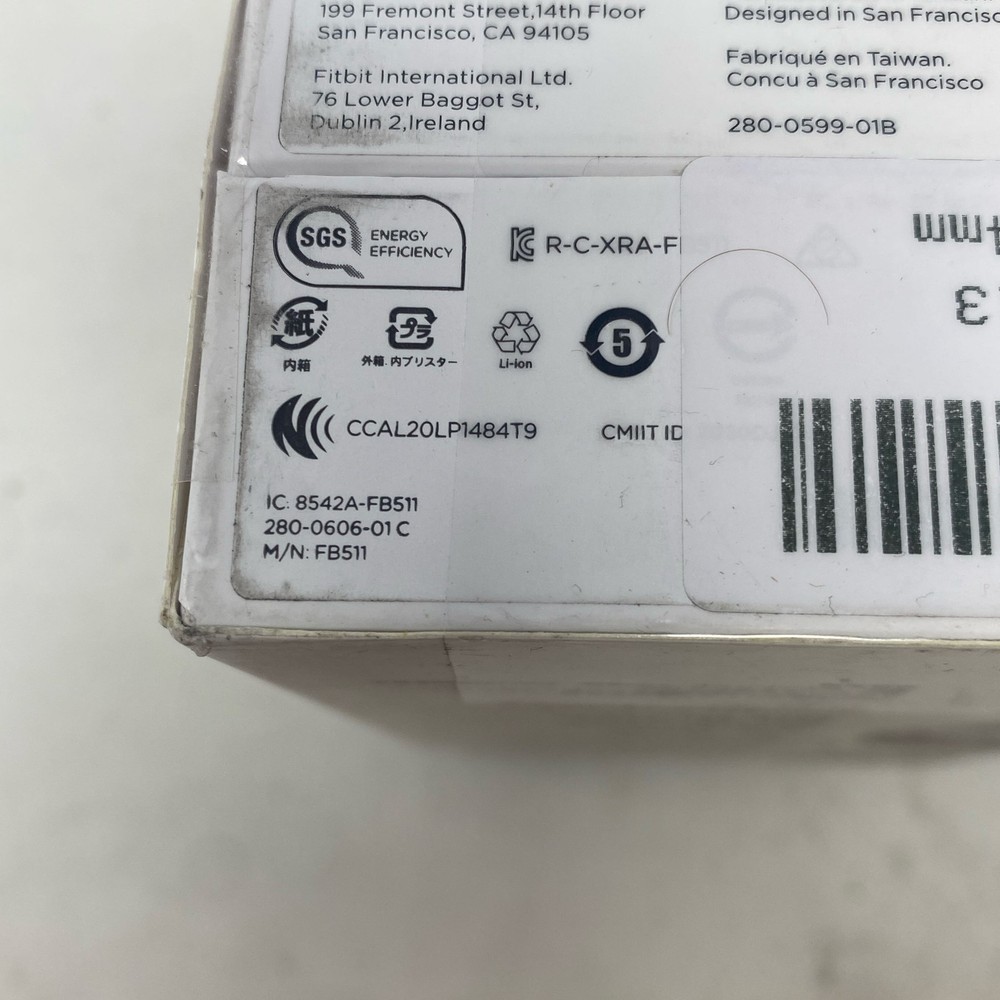 199 Fremont Street,14th Floor
San Francisco, CA 94105
Fitbit International Ltd.
76 Lower Baggot St,
Dublin 2,Ireland
Designed in San Francisc
Fabriqué en Taiwan.
Concu à San Francisco
280-0599-01B
SGS
ENERGY
EFFICIENCY
R-C-XRA-F
紙
内箱
プラ
外箱.内ブリスター
Li-ion
5
CCAL20LP1484T9
CMIIT ID
IC: 8542A-FB511
280-0606-01 C
M/N: FB511
mm
3